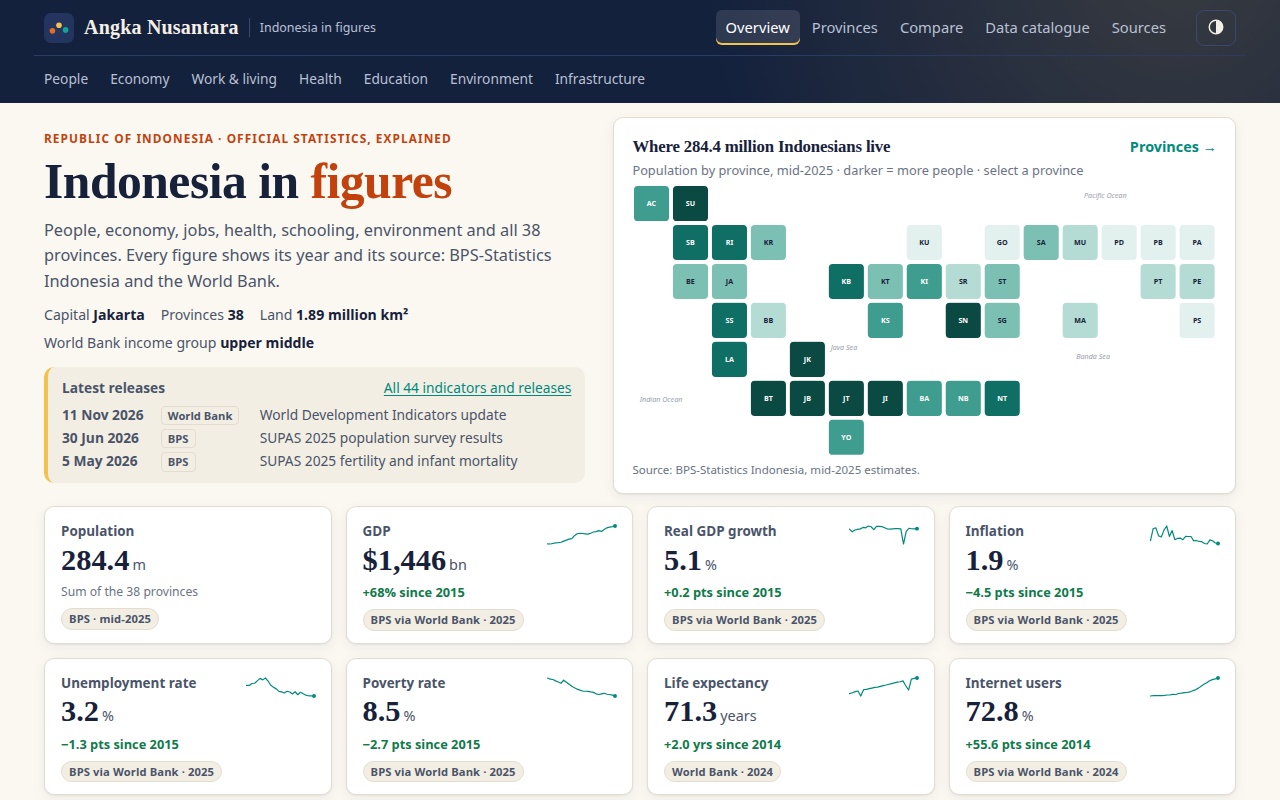 Angka Nusantara
Indonesia in figures
Overview
Provinces
Compare
Data catalogue
Sources
People
Economy
Work & living
Health
Education
Environment
Infrastructure
REPUBLIC OF INDONESIA · OFFICIAL STATISTICS, EXPLAINED
Indonesia in figures
People, economy, jobs, health, schooling, environment and all 38
provinces. Every figure shows its year and its source: BPS-Statistics
Indonesia and the World Bank.
Capital Jakarta Provinces 38 Land 1.89 million km²
World Bank income group upper middle
Latest releases
All 44 indicators and releases
11 Nov 2026 World Bank World Development Indicators update
30 Jun 2026 BPS SUPAS 2025 population survey results
5 May 2026 BPS SUPAS 2025 fertility and infant mortality
Where 284.4 million Indonesians live
Provinces →
Population by province, mid-2025 · darker = more people · select a province
AC SU
Pacific Ocean
SB RI KR KU GO SA MU PD PB PA
BE JA KB KT KI SR ST PT PE
SS BB KS SN SG MA PS
LA JK
Java Sea
Banda Sea
Indian Ocean
BT JB JT JI BA NB NT
YO
Source: BPS-Statistics Indonesia, mid-2025 estimates.
Population
284.4 m
Sum of the 38 provinces
BPS · mid-2025
GDP
$1,446 bn
+68% since 2015
BPS via World Bank · 2025
Real GDP growth
5.1 %
+0.2 pts since 2015
BPS via World Bank · 2025
Inflation
1.9 %
−4.5 pts since 2015
BPS via World Bank · 2025
Unemployment rate
3.2 %
−1.3 pts since 2015
BPS via World Bank · 2025
Poverty rate
8.5 %
−2.7 pts since 2015
BPS via World Bank · 2025
Life expectancy
71.3 years
+2.0 yrs since 2014
World Bank · 2024
Internet users
72.8 %
+55.6 pts since 2014
BPS via World Bank · 2024